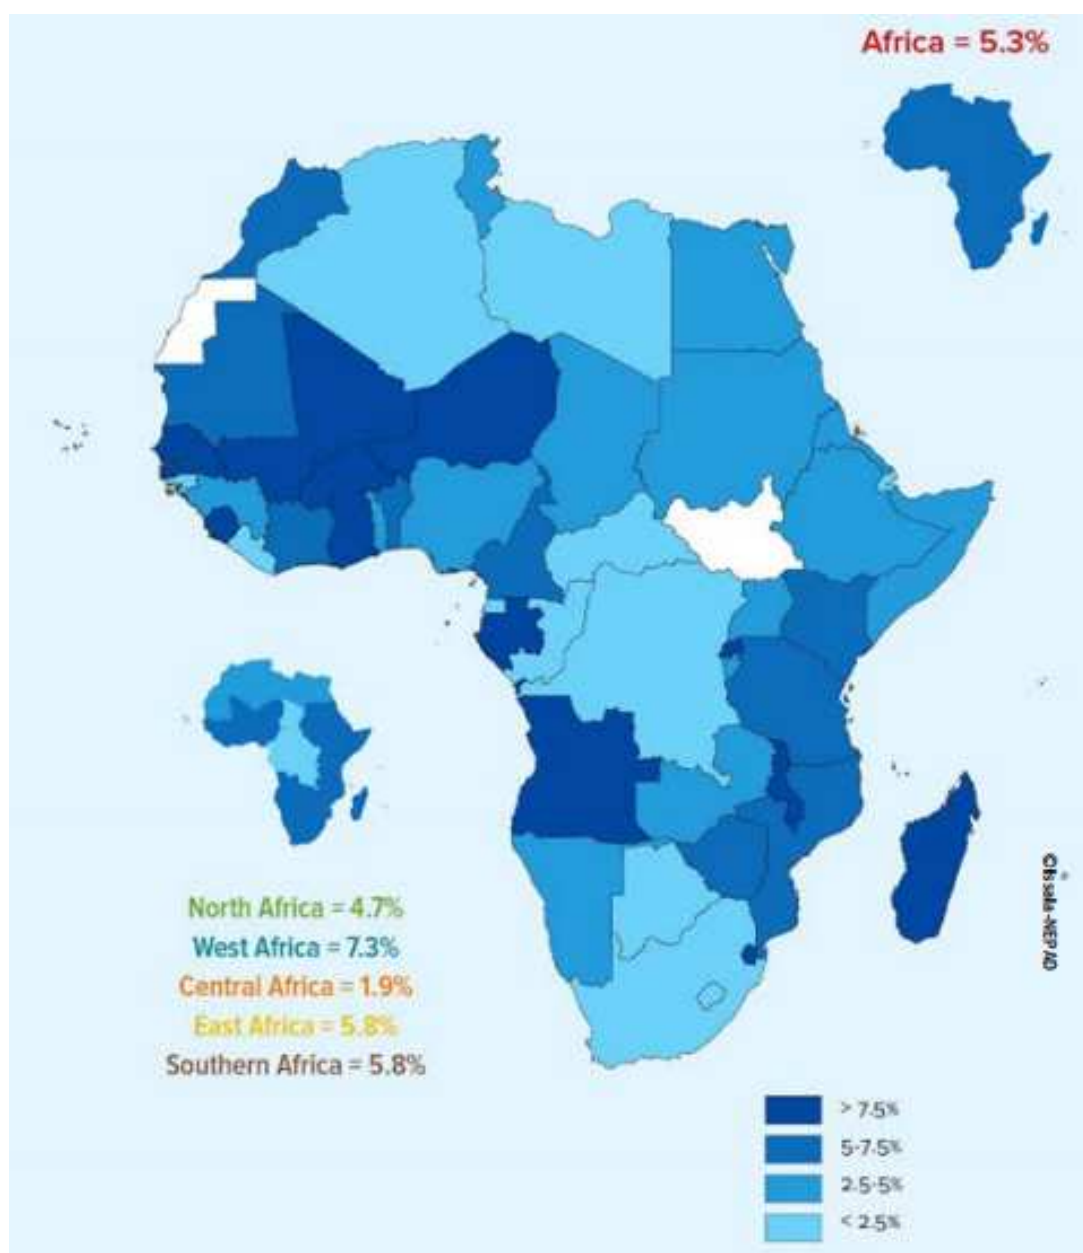 Africa = 5.3%
North Africa = 4.7%
West Africa = 7.3%
Central Africa = 1.9%
East Africa = 5.8%
Southern Africa = 5.8%
> 7.5%
5-7.5%
2.5-5%
< 2.5%